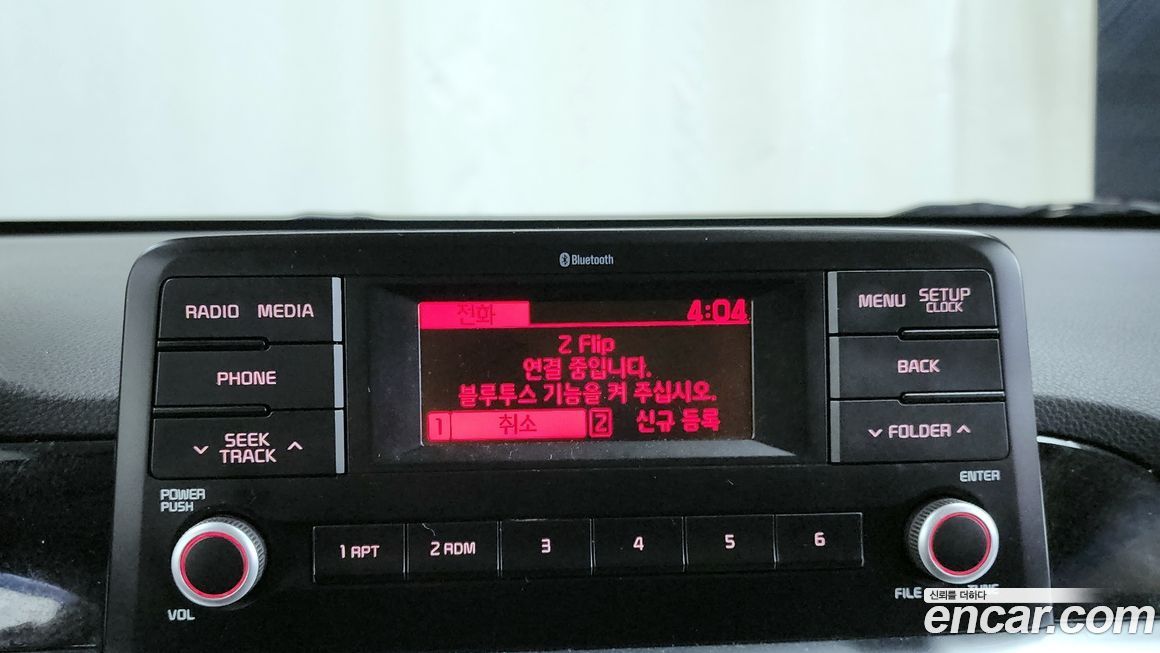 Bluetooth
RADIO MEDIA
PHONE
SEEK
TRACK
전화 4:04
Z Flip
연결 중입니다.
블루투스 기능을 켜 주십시오.
1 취소 2 신규 등록
MENU SETUP
CLOCK
BACK
FOLDER
POWER
PUSH
VOL
1 RPT 2 RDM 3 4 5 6
ENTER
FILE TUNE
신뢰를 더하다
encar.com